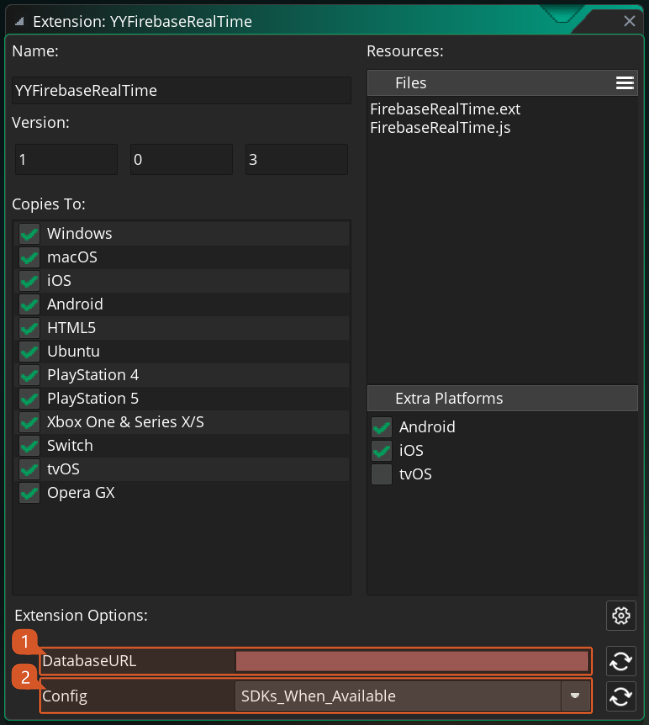 Extension: YYFirebaseRealTime
Name:
YYFirebaseRealTime
Version:
1 0 3
Copies To:
Windows
macOS
iOS
Android
HTML5
Ubuntu
PlayStation 4
PlayStation 5
Xbox One & Series X/S
Switch
tvOS
Opera GX
Resources:
Files
FirebaseRealTime.ext
FirebaseRealTime.js
Extra Platforms
Android
iOS
tvOS
Extension Options:
1
DatabaseURL
2
Config SDKs_When_Available